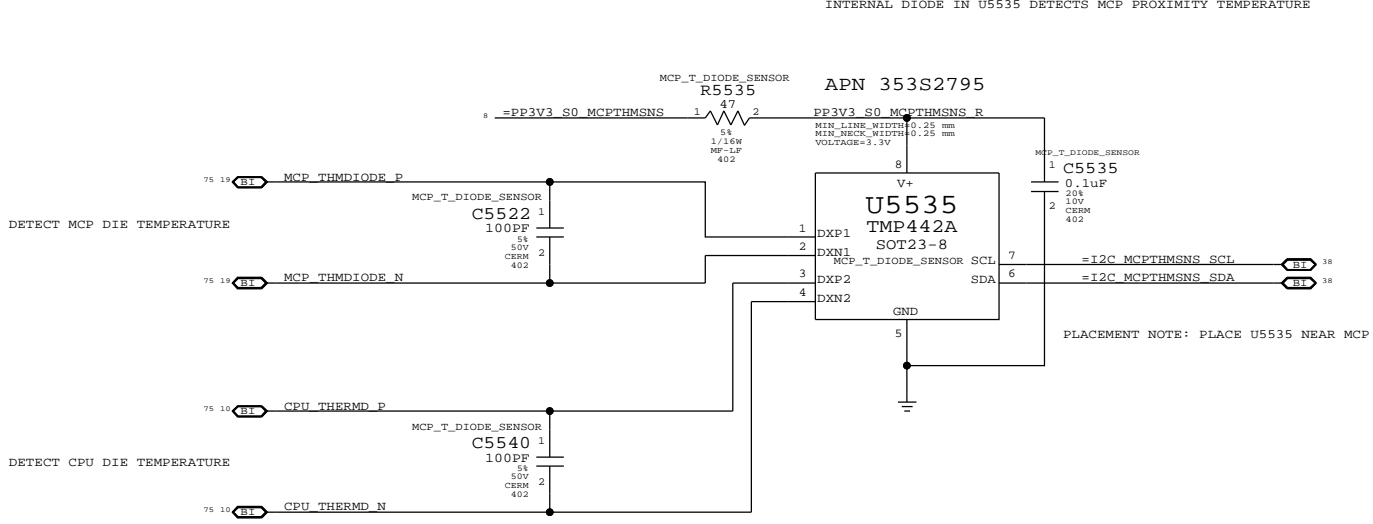 INTERNAL DIODE IN U5535 DETECTS MCP PROXIMITY TEMPERATURE
MCP_T_DIODE_SENSOR
R5535
APN 353S2795
47
8 =PP3V3_S0_MCPTHMSNS 1 2 PP3V3_S0_MCPTHMSNS_R
5%
1/16W
MF-LF
402
MIN_LINE_WIDTH=0.25 mm
MIN_NECK_WIDTH=0.25 mm
VOLTAGE=3.3V
MCP_T_DIODE_SENSOR
1 C5535
0.1uF
20%
10V
CERM
402
2
75 19 BI MCP_THMDIODE_P
MCP_T_DIODE_SENSOR
C5522 1
100PF
5%
50V
CERM
402
2
DETECT MCP DIE TEMPERATURE
75 19 BI MCP_THMDIODE_N
8
V+
U5535
TMP442A
SOT23-8
MCP_T_DIODE_SENSOR
1 DXP1
2 DXN1
3 DXP2
4 DXN2
SCL 7 =I2C_MCPTHMSNS_SCL BI 38
SDA 6 =I2C_MCPTHMSNS_SDA BI 38
GND
5
PLACEMENT NOTE: PLACE U5535 NEAR MCP
75 10 BI CPU_THERMD_P
MCP_T_DIODE_SENSOR
C5540 1
100PF
5%
50V
CERM
402
2
DETECT CPU DIE TEMPERATURE
75 10 BI CPU_THERMD_N